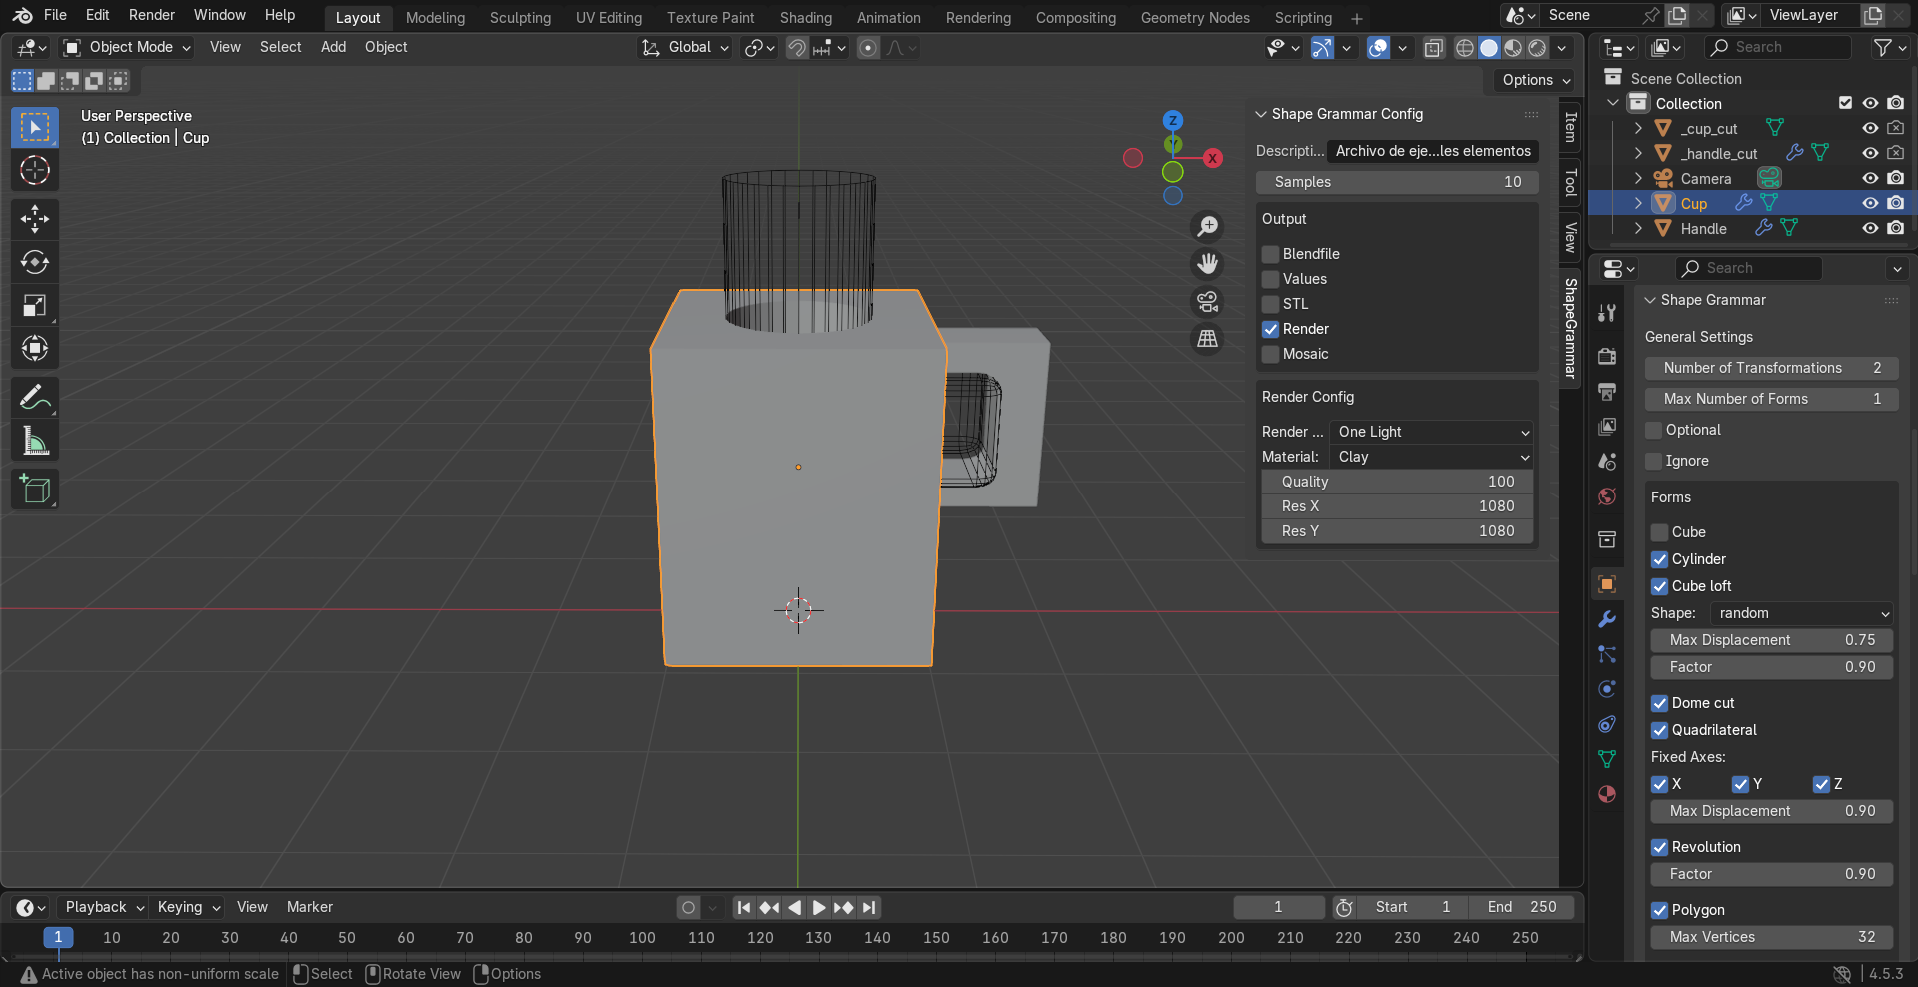 File Edit Render Window Help Layout Modeling Sculpting UV Editing Texture Paint Shading Animation Rendering Compositing Geometry Nodes Scripting + Scene ViewLayer
Object Mode View Select Add Object Global Search
Options
User Perspective
(1) Collection | Cup
Z
Y
X
Shape Grammar Config
Descripti... Archivo de eje...les elementos
Samples 10
Output
Blendfile
Values
STL
Render
Mosaic
Render Config
Render ... One Light
Material: Clay
Quality 100
Res X 1080
Res Y 1080
Item
Tool
View
ShapeGrammar
Scene Collection
Collection
_cup_cut
_handle_cut
Camera
Cup
Handle
Search
Shape Grammar
General Settings
Number of Transformations 2
Max Number of Forms 1
Optional
Ignore
Forms
Cube
Cylinder
Cube loft
Shape: random
Max Displacement 0.75
Factor 0.90
Dome cut
Quadrilateral
Fixed Axes:
X Y Z
Max Displacement 0.90
Revolution
Factor 0.90
Polygon
Max Vertices 32
Playback Keying View Marker 1 Start 1 End 250
1 10 20 30 40 50 60 70 80 90 100 110 120 130 140 150 160 170 180 190 200 210 220 230 240 250
Active object has non-uniform scale Select Rotate View Options 4.5.3